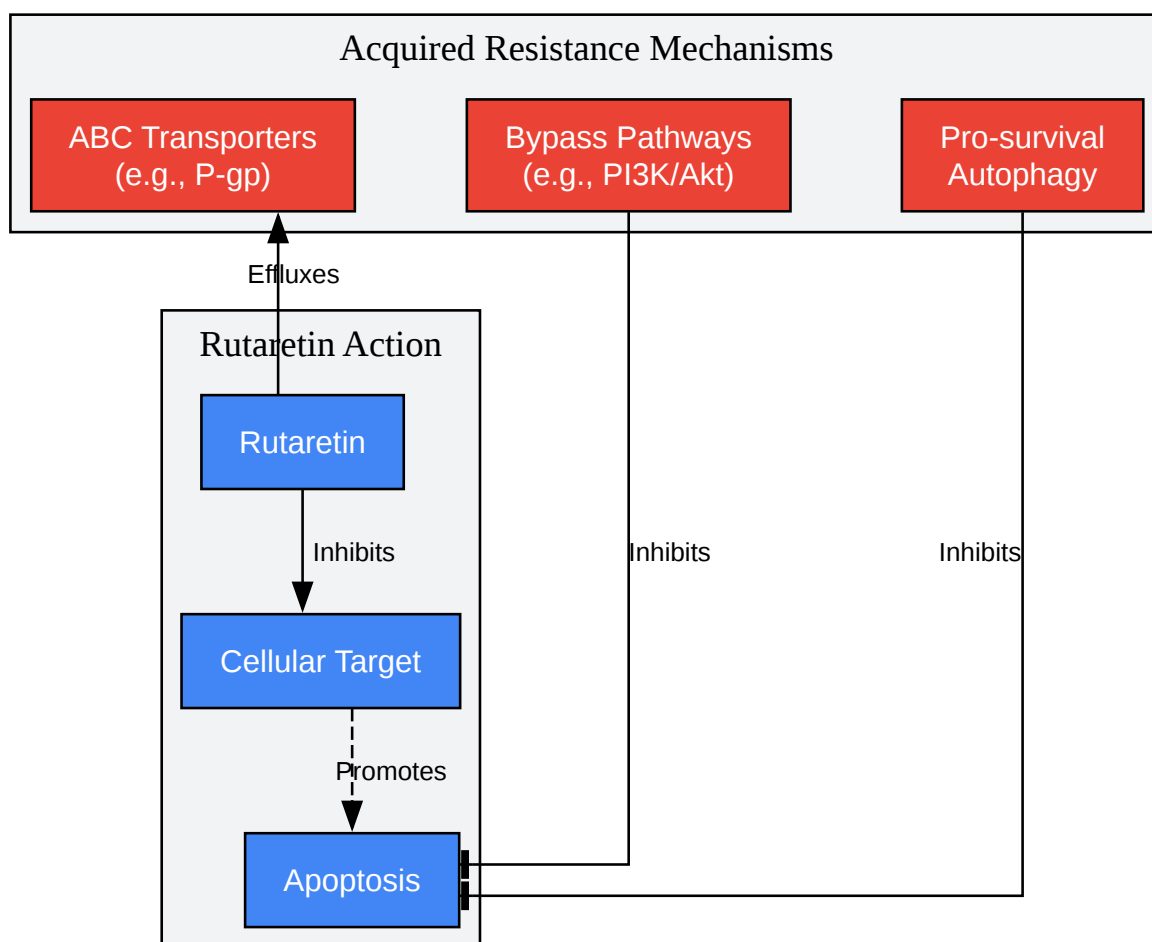 Acquired Resistance Mechanisms
ABC Transporters
(e.g., P-gp)
Bypass Pathways
(e.g., PI3K/Akt)
Pro-survival
Autophagy
Effluxes
Rutaretin Action
Rutaretin
Inhibits
Inhibits
Inhibits
Cellular Target
Promotes
Apoptosis